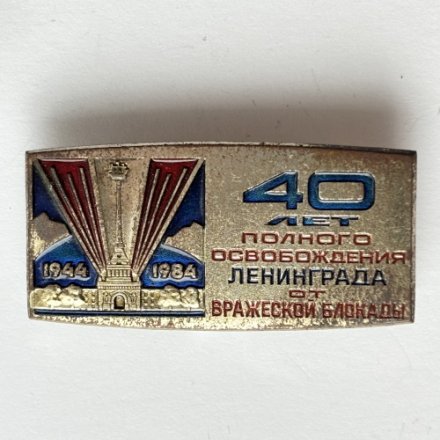 1944 1984
40
ЛЕТ
ПОЛНОГО
ОСВОБОЖДЕНИЯ
ЛЕНИНГРАДА
ОТ
ВРАЖЕСКОЙ БЛОКАДЫ